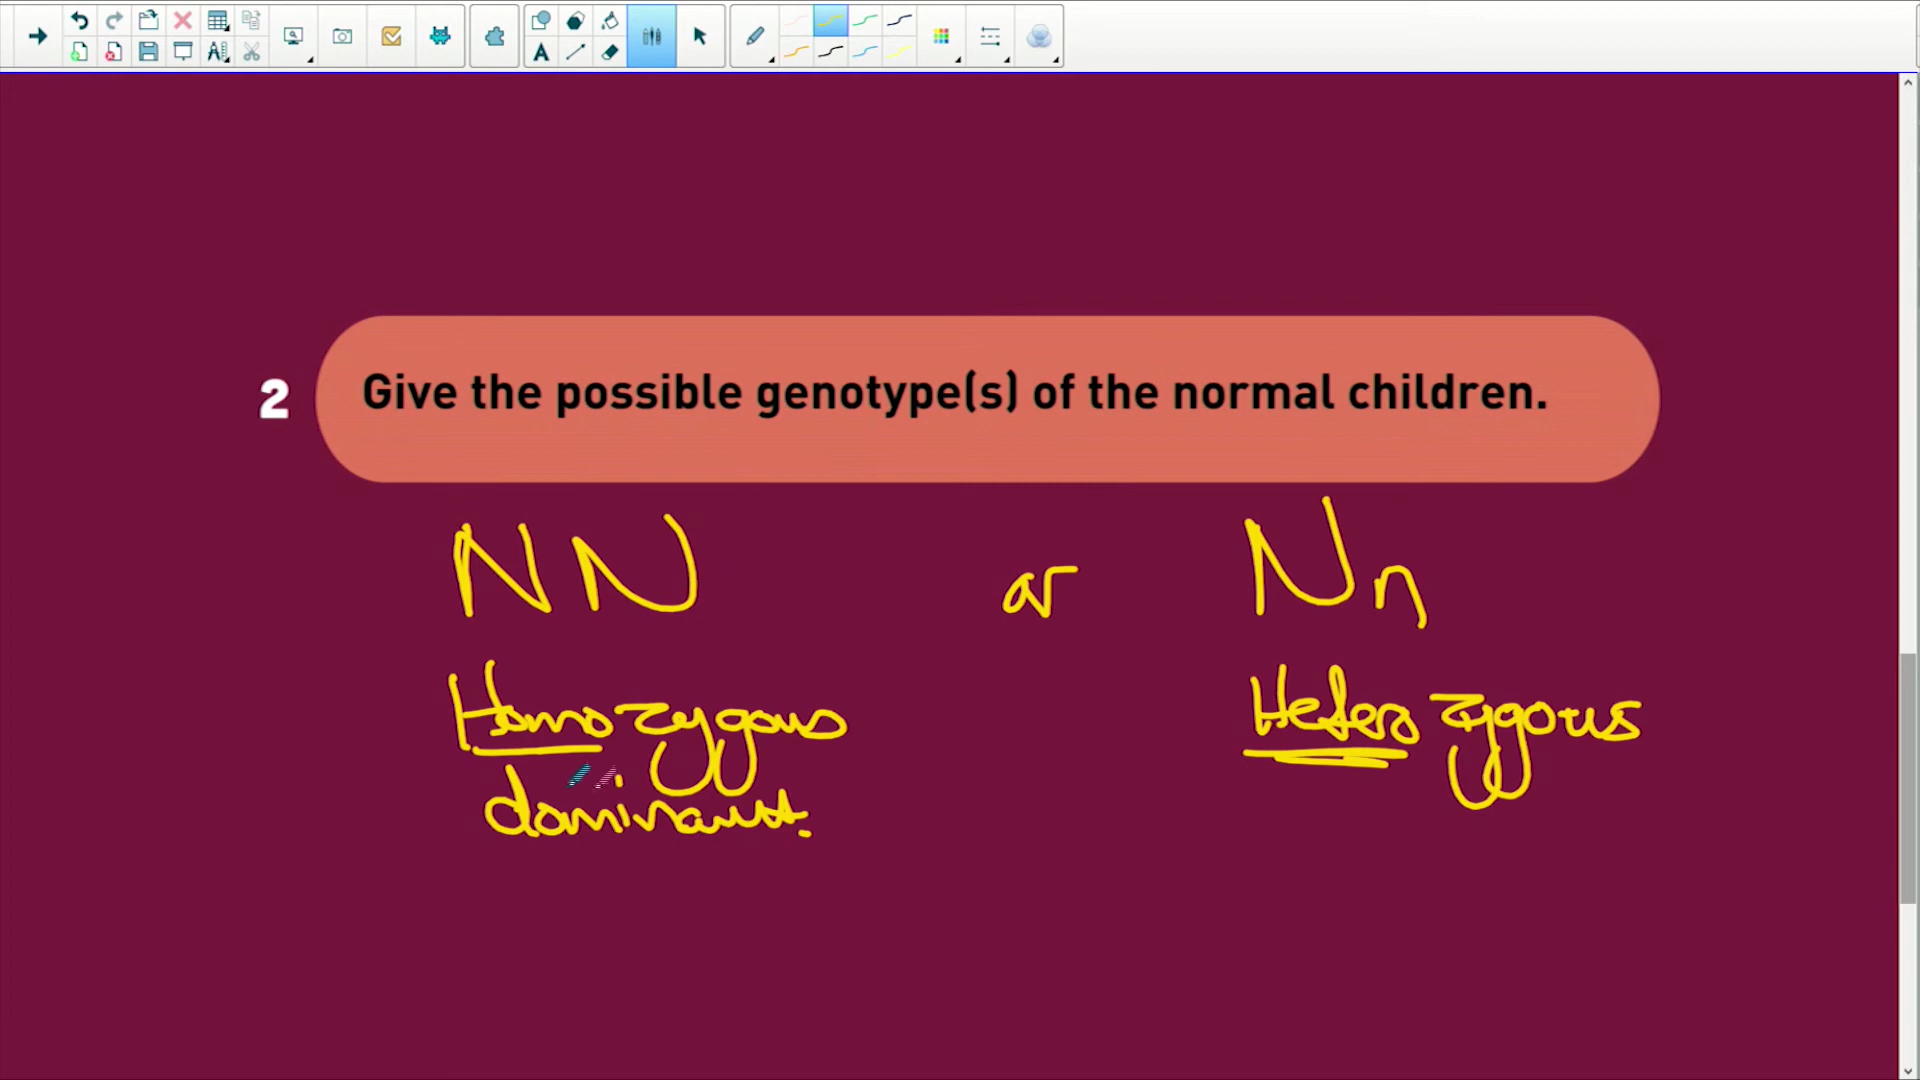 2 Give the possible genotype(s) of the normal children.
NN or Nn
Homozygous Heterozygous
dominant.